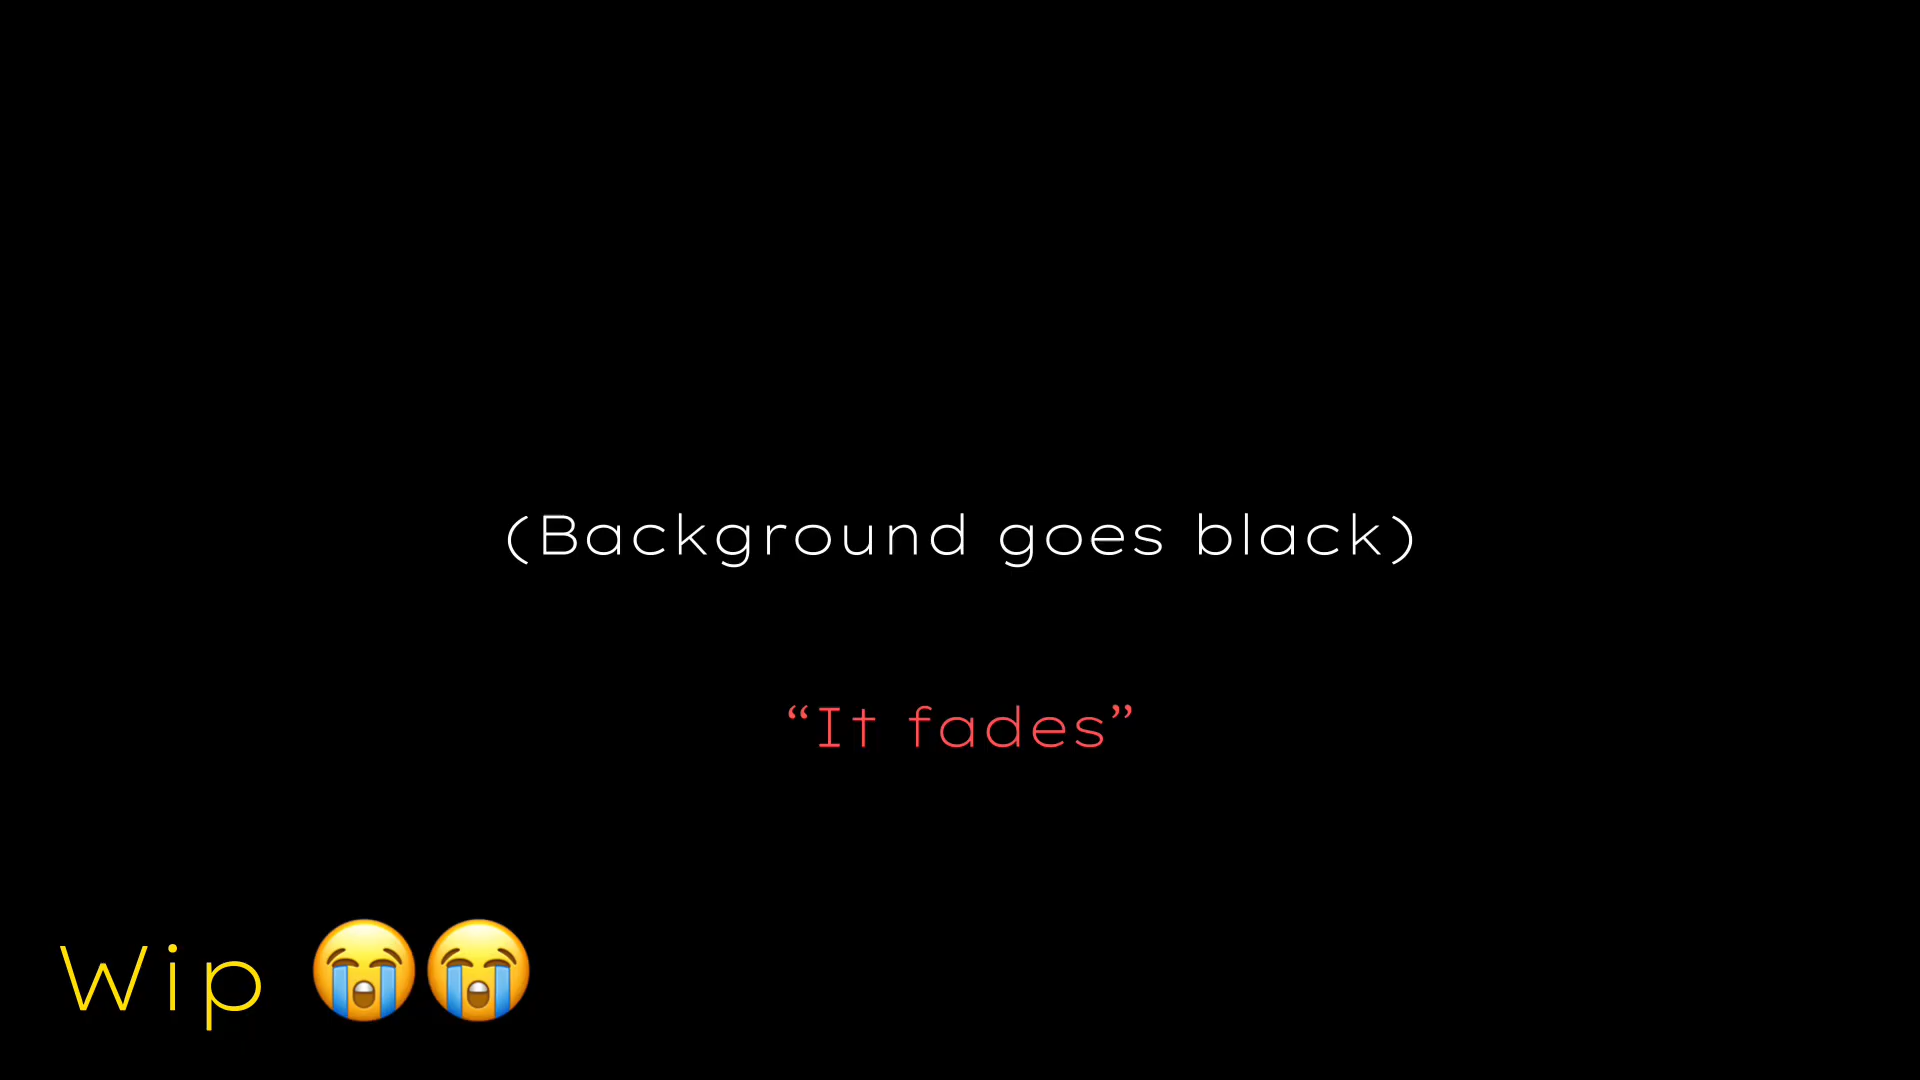 (Background goes black)
“It fades”
Wip 😭😭